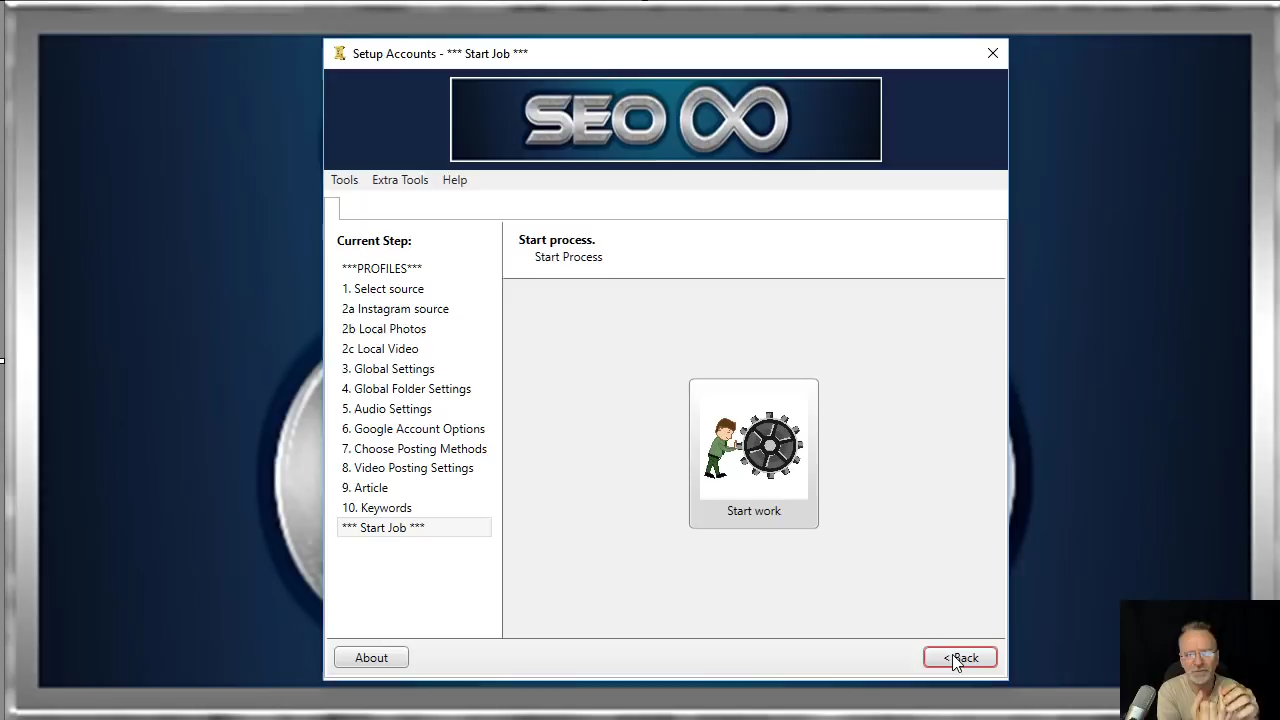 Setup Accounts - *** Start Job ***
SEO
Tools Extra Tools Help
Current Step:
***PROFILES***
1. Select source
2a Instagram source
2b Local Photos
2c Local Video
3. Global Settings
4. Global Folder Settings
5. Audio Settings
6. Google Account Options
7. Choose Posting Methods
8. Video Posting Settings
9. Article
10. Keywords
*** Start Job ***
Start process.
Start Process
Start work
About
< Back